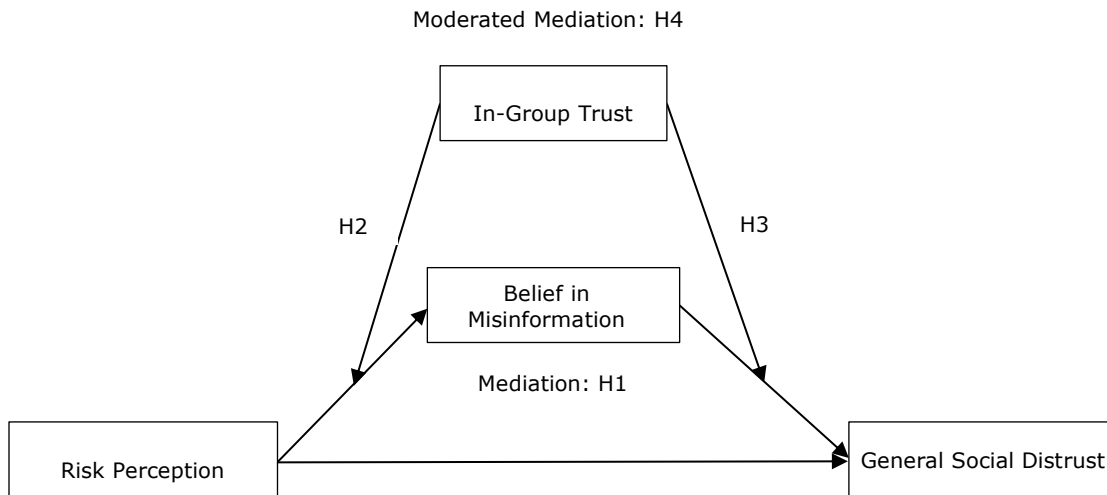 Moderated Mediation: H4
In-Group Trust
H2
H3
Belief in
Misinformation
Mediation: H1
Risk Perception
General Social Distrust